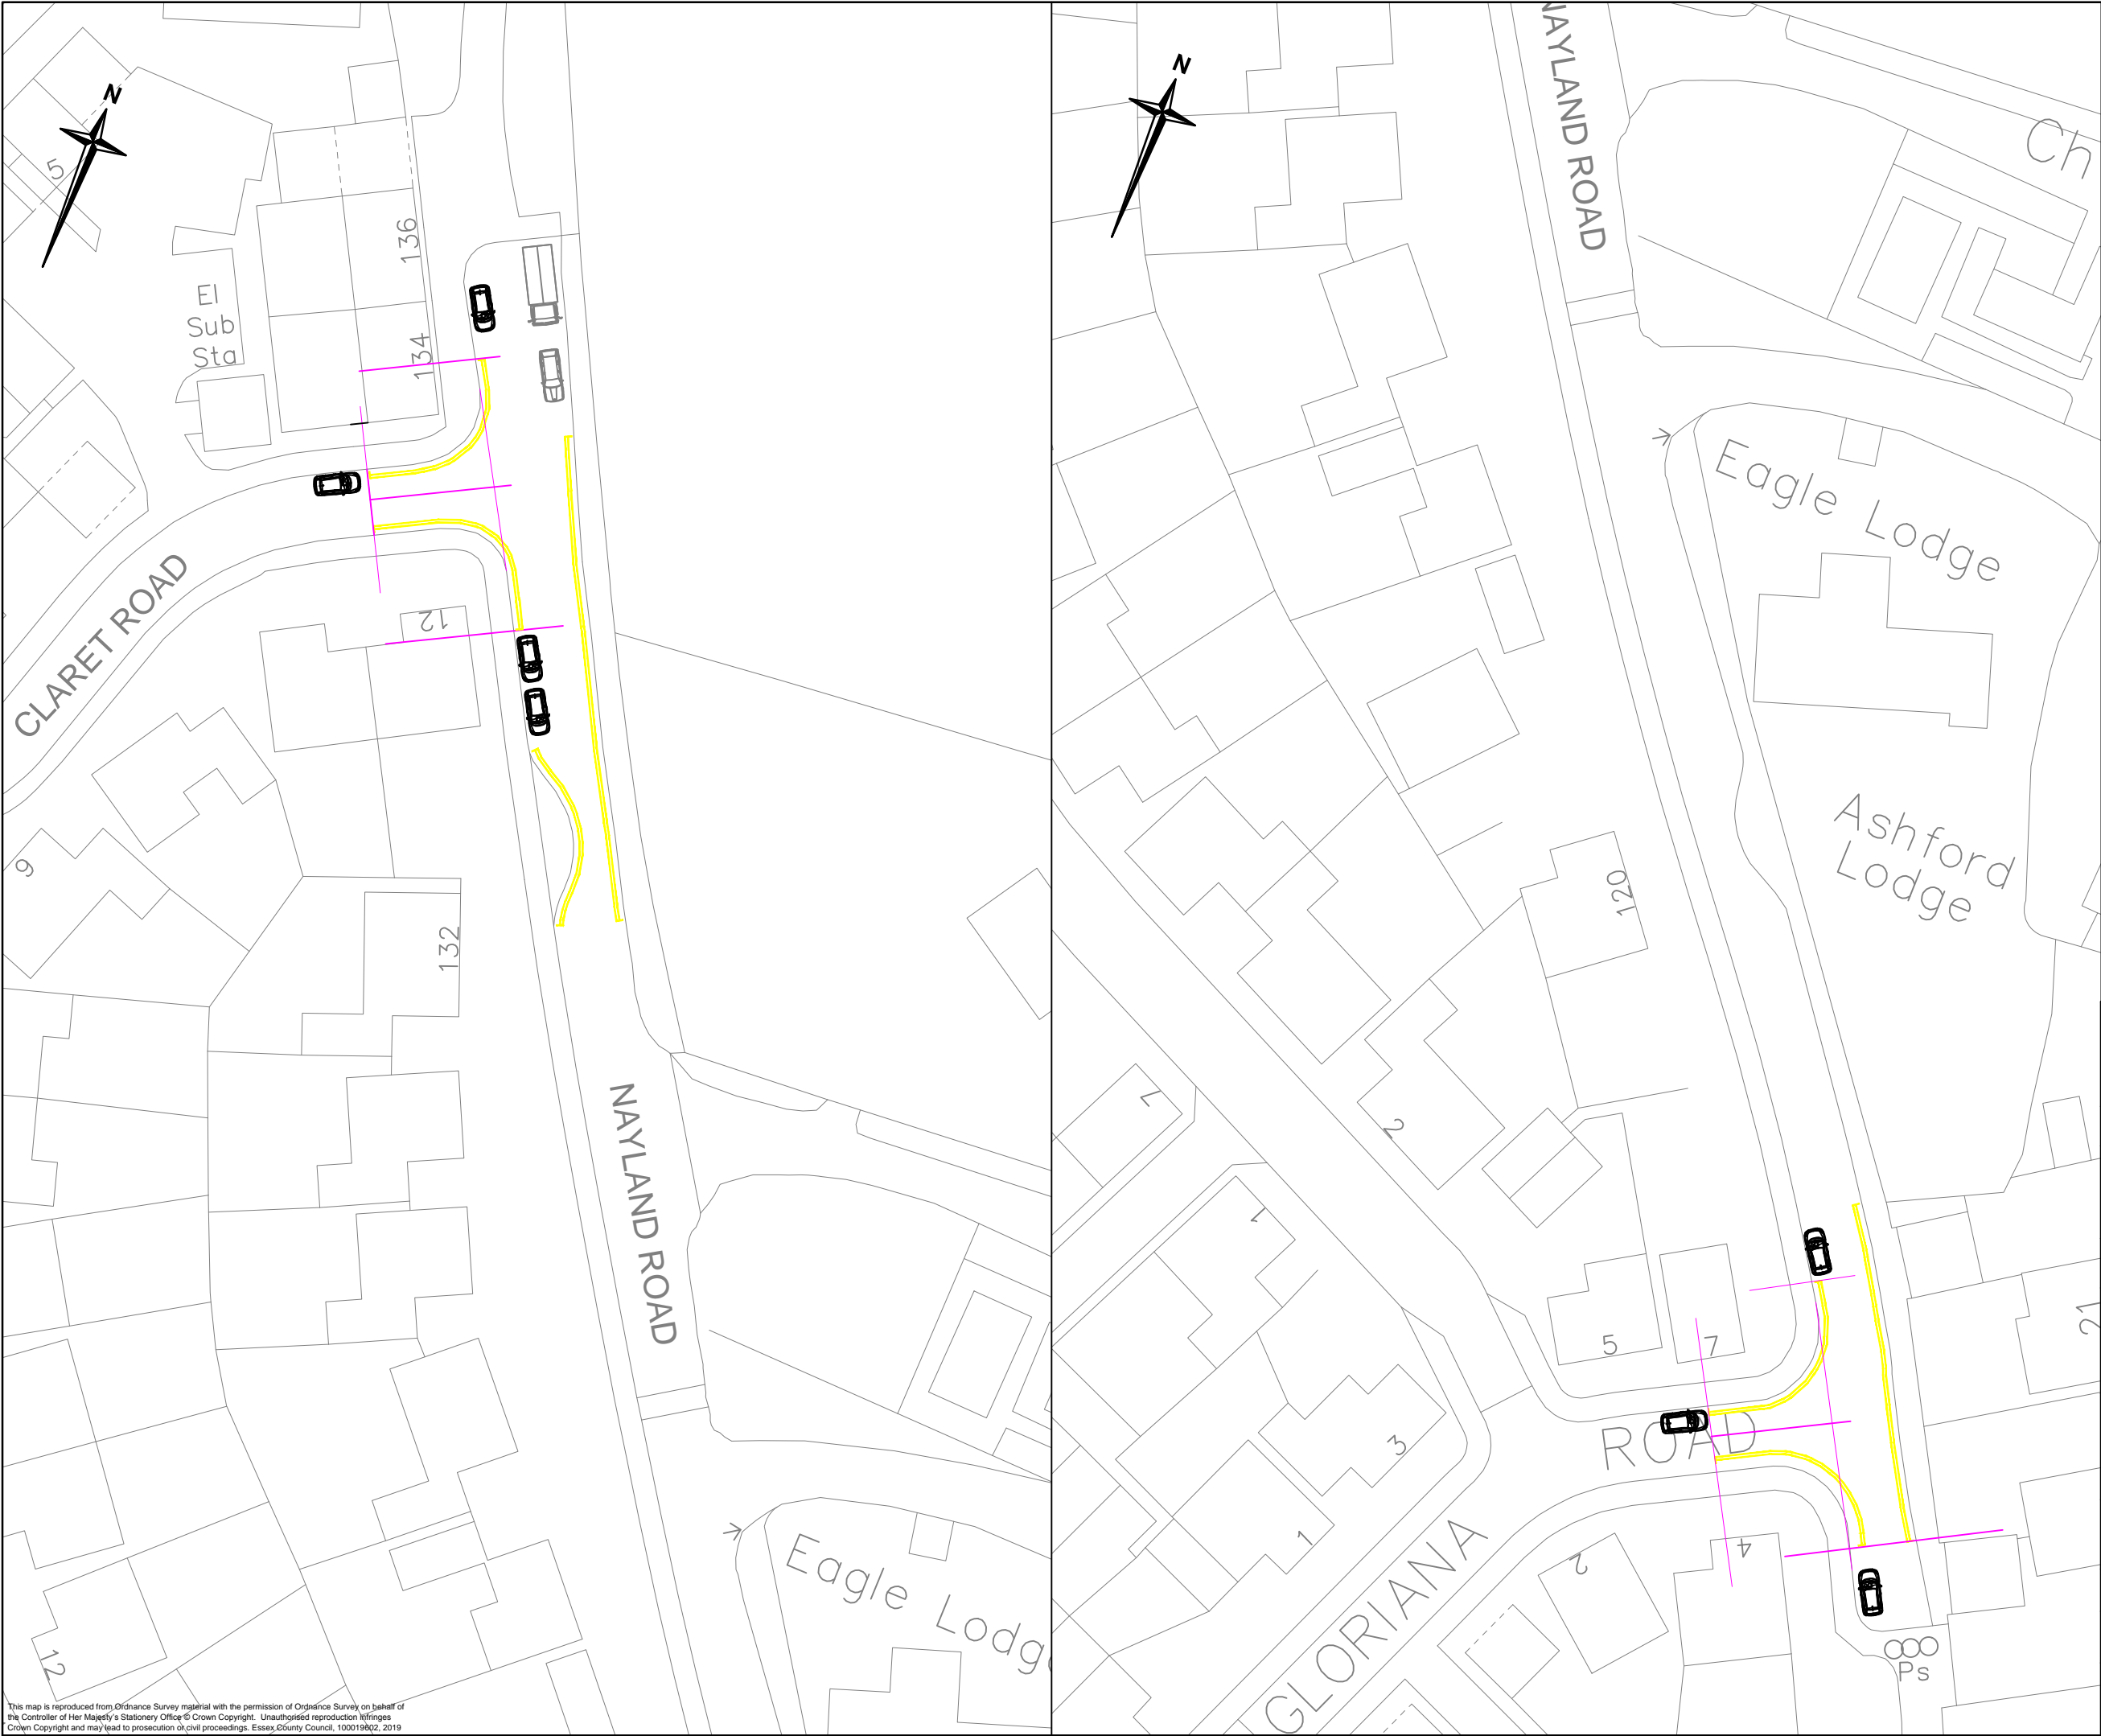 N
5
136
El
Sub
Sta
134
CLARET ROAD
12
9
132
NAYLAND ROAD
Eagle Lodge
12
This map is reproduced from Ordnance Survey material with the permission of Ordnance Survey on behalf of
the Controller of Her Majesty's Stationery Office © Crown Copyright. Unauthorised reproduction infringes
Crown Copyright and may lead to prosecution or civil proceedings. Essex County Council, 100019602, 2019
N
NAYLAND ROAD
Ch
Eagle Lodge
Ashford
Lodge
120
7
2
1
5
7
21
3
1
GLORIANA
ROAD
2
4
Ps